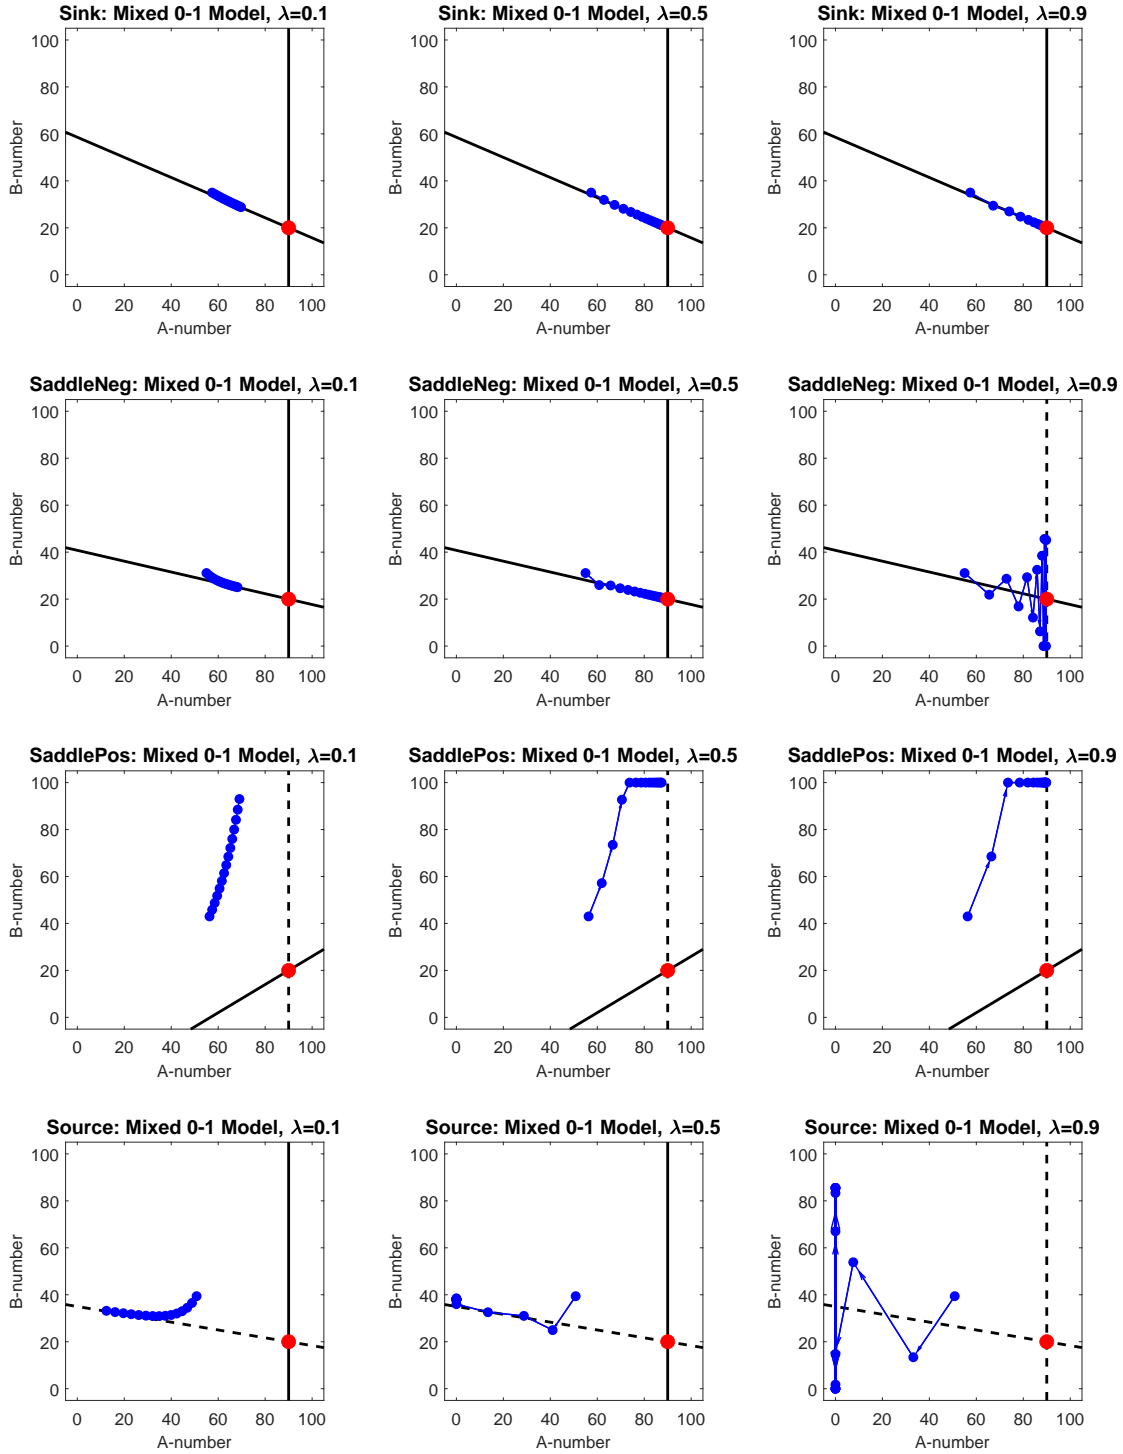 Sink: Mixed 0-1 Model, λ=0.1
100
80
60
40
20
0
B-number
0 20 40 60 80 100
A-number
Sink: Mixed 0-1 Model, λ=0.5
100
80
60
40
20
0
B-number
0 20 40 60 80 100
A-number
Sink: Mixed 0-1 Model, λ=0.9
100
80
60
40
20
0
B-number
0 20 40 60 80 100
A-number
SaddleNeg: Mixed 0-1 Model, λ=0.1
100
80
60
40
20
0
B-number
0 20 40 60 80 100
A-number
SaddleNeg: Mixed 0-1 Model, λ=0.5
100
80
60
40
20
0
B-number
0 20 40 60 80 100
A-number
SaddleNeg: Mixed 0-1 Model, λ=0.9
100
80
60
40
20
0
B-number
0 20 40 60 80 100
A-number
SaddlePos: Mixed 0-1 Model, λ=0.1
100
80
60
40
20
0
B-number
0 20 40 60 80 100
A-number
SaddlePos: Mixed 0-1 Model, λ=0.5
100
80
60
40
20
0
B-number
0 20 40 60 80 100
A-number
SaddlePos: Mixed 0-1 Model, λ=0.9
100
80
60
40
20
0
B-number
0 20 40 60 80 100
A-number
Source: Mixed 0-1 Model, λ=0.1
100
80
60
40
20
0
B-number
0 20 40 60 80 100
A-number
Source: Mixed 0-1 Model, λ=0.5
100
80
60
40
20
0
B-number
0 20 40 60 80 100
A-number
Source: Mixed 0-1 Model, λ=0.9
100
80
60
40
20
0
B-number
0 20 40 60 80 100
A-number